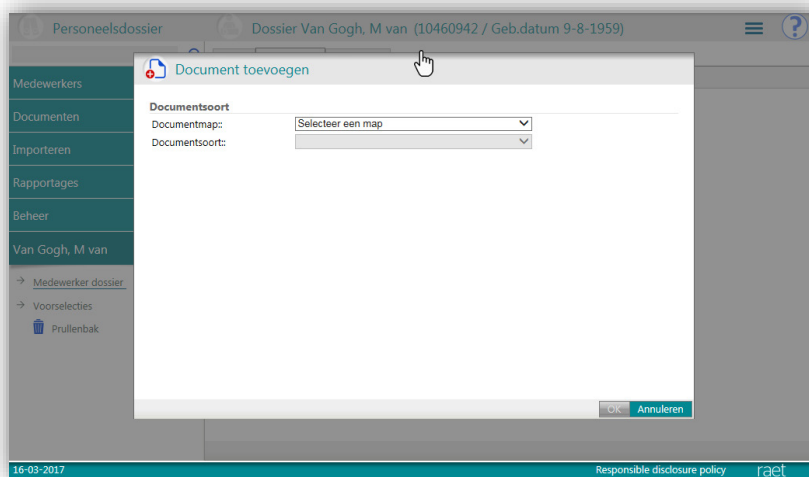 Personeelsdossier
Dossier Van Gogh, M van (10460942 / Geb.datum 9-8-1959)
?
Document toevoegen
Medewerkers
Documenten
Importeren
Rapportages
Beheer
Van Gogh, M van
Medewerker dossier
Voorselecties
Prullenbak
Documentsoort
Documentmap:: Selecteer een map
Documentsoort::
OK Annuleren
16-03-2017
Responsible disclosure policy
raet